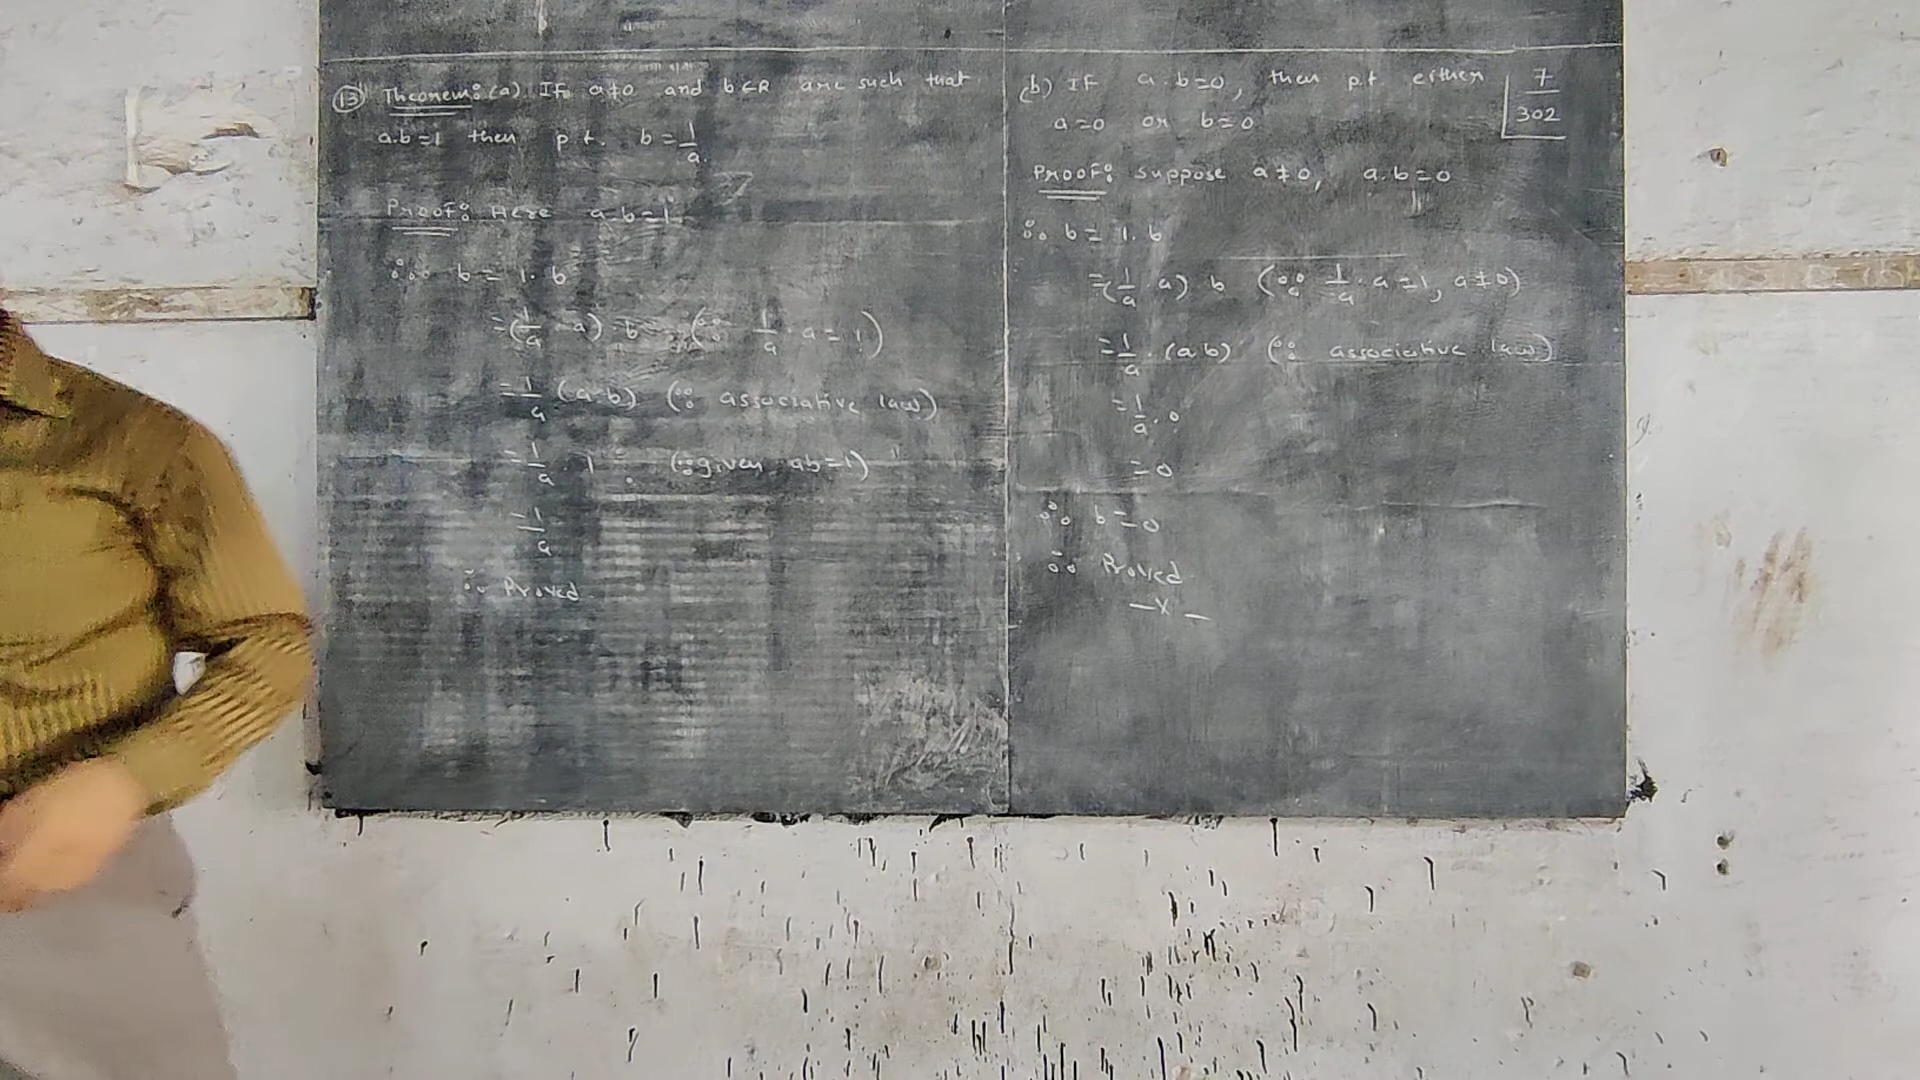 (13) Theorem: (a) If a≠0 and b∈R are such that
a.b=1 then p.t. b=1/a.
Proof: Here a.b=1
∴ b = 1. b
=(1/a . a) . b (∵ 1/a . a = 1)
=1/a (a.b) (∵ associative law)
=1/a . 1 (∵ given ab=1)
=1/a
∴ Proved.
(b) If a.b=0, then p.t. either
a=0 or b=0
7/302
Proof: suppose a≠0, a.b=0
∴ b = 1. b
=(1/a . a) b (∵ 1/a . a =1, a≠0)
=1/a . (ab) (∵ associative law)
=1/a . 0
=0
∴ b=0
∴ Proved
—x—